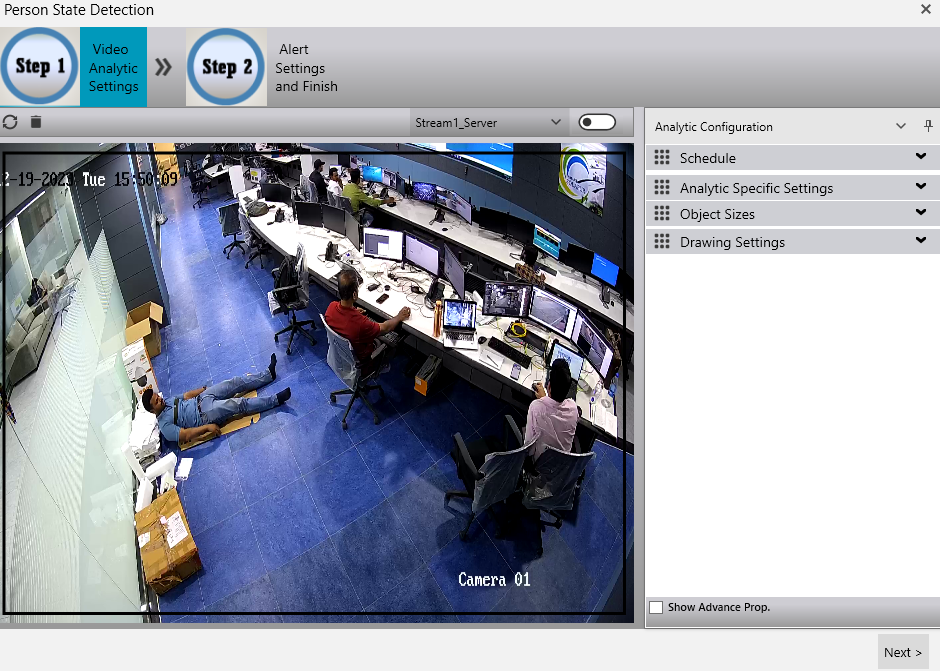 Person State Detection
Step 1
Video
Analytic
Settings
Step 2
Alert
Settings
and Finish
Stream1_Server
2-19-2023 Tue 15:50:09
Camera 01
Analytic Configuration
Schedule
Analytic Specific Settings
Object Sizes
Drawing Settings
Show Advance Prop.
Next >